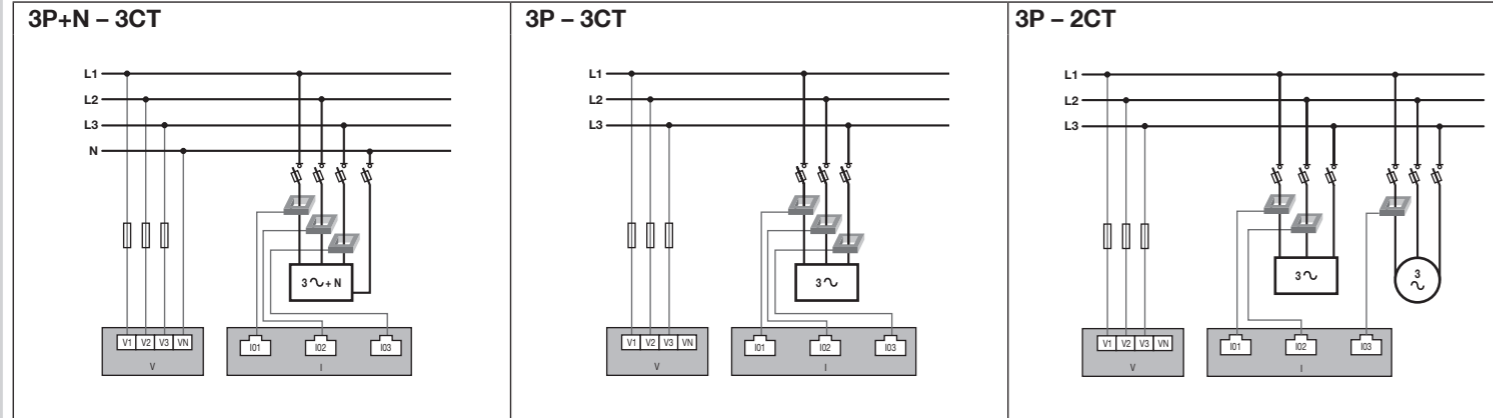 3P+N – 3CT
L1
L2
L3
N
3 ∿ + N
V1 V2 V3 VN
V
I01 I02 I03
I
3P – 3CT
L1
L2
L3
3 ∿
V1 V2 V3 VN
V
I01 I02 I03
I
3P – 2CT
L1
L2
L3
3 ∿
3
∿
V1 V2 V3 VN
V
I01 I02 I03
I